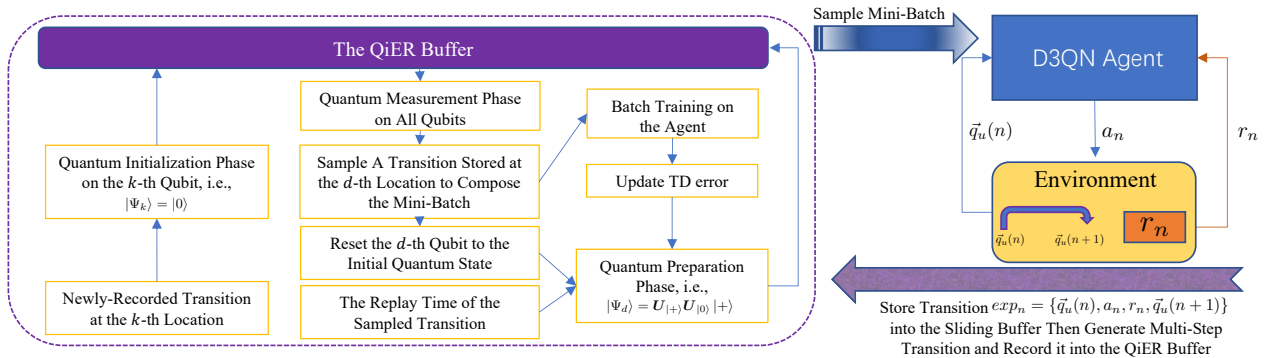 The QiER Buffer
Quantum Initialization Phase
on the k-th Qubit, i.e.,
|Ψ_k⟩ = |0⟩
Newly-Recorded Transition
at the k-th Location
Quantum Measurement Phase
on All Qubits
Sample A Transition Stored at
the d-th Location to Compose
the Mini-Batch
Reset the d-th Qubit to the
Initial Quantum State
The Replay Time of the
Sampled Transition
Batch Training on
the Agent
Update TD error
Quantum Preparation
Phase, i.e.,
|Ψ_d⟩ = U_{|+⟩} U_{|0⟩} |+⟩
Sample Mini-Batch
D3QN Agent
q⃗_u(n)
a_n
r_n
Environment
r_n
q⃗_u(n)
q⃗_u(n+1)
Store Transition exp_n = {q⃗_u(n), a_n, r_n, q⃗_u(n+1)}
into the Sliding Buffer Then Generate Multi-Step
Transition and Record it into the QiER Buffer